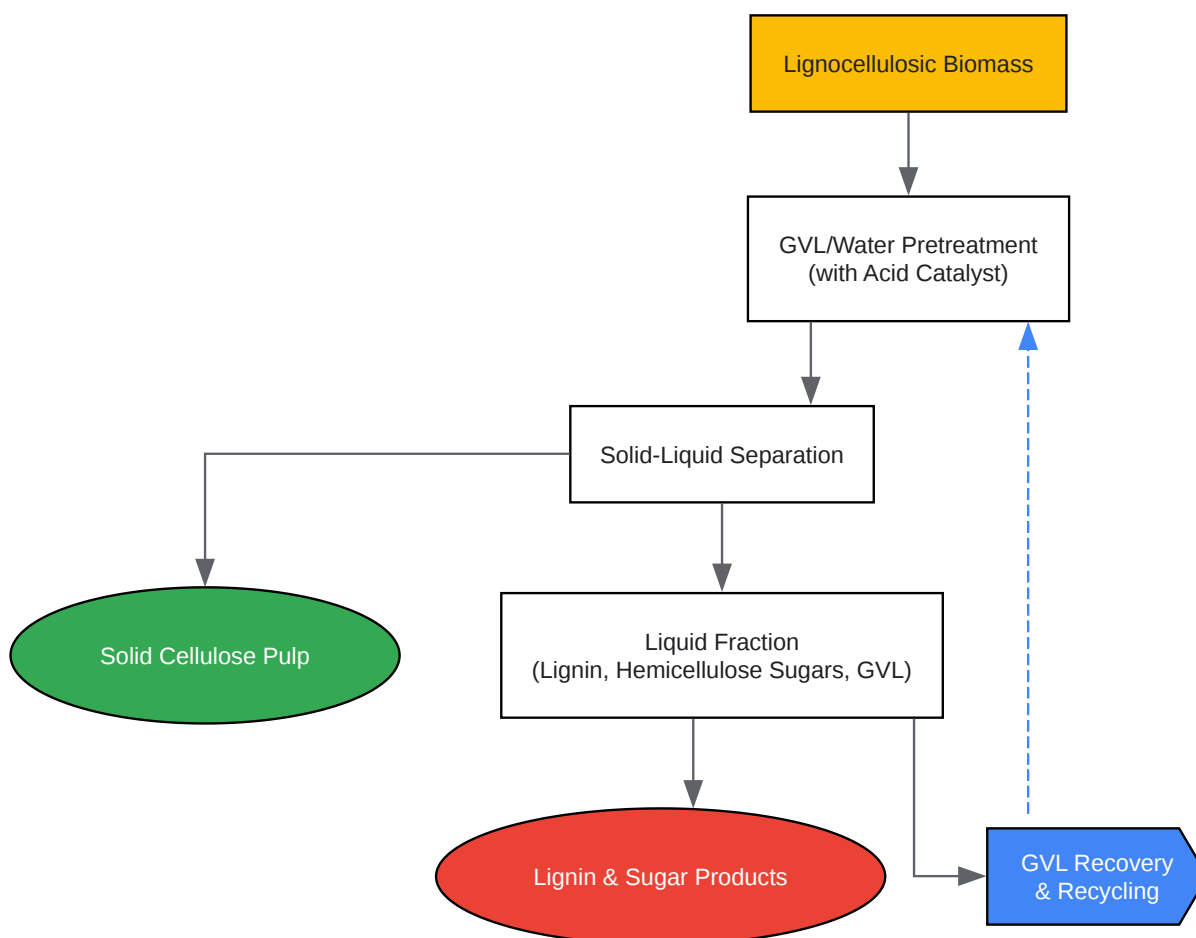 Lignocellulosic Biomass
GVL/Water Pretreatment
(with Acid Catalyst)
Solid-Liquid Separation
Solid Cellulose Pulp
Liquid Fraction
(Lignin, Hemicellulose Sugars, GVL)
Lignin & Sugar Products
GVL Recovery
& Recycling